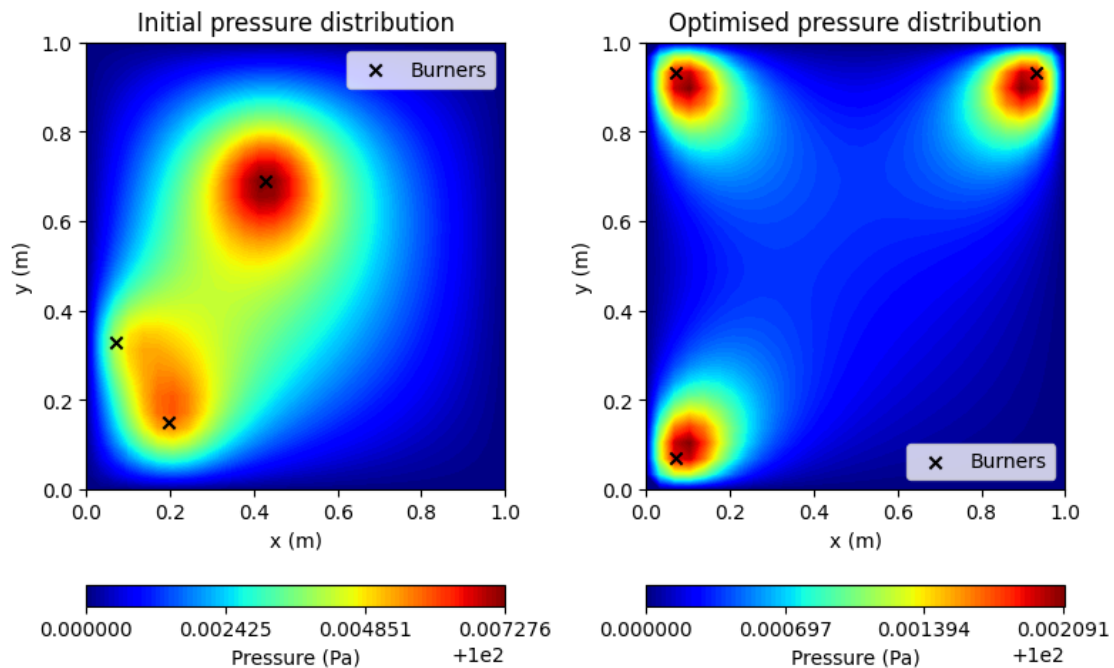 Initial pressure distribution
Burners
1.0
0.8
0.6
0.4
0.2
0.0
y (m)
0.0 0.2 0.4 0.6 0.8 1.0
x (m)
0.000000 0.002425 0.004851 0.007276
Pressure (Pa) +1e2
Optimised pressure distribution
1.0
0.8
0.6
0.4
0.2
0.0
y (m)
Burners
0.0 0.2 0.4 0.6 0.8 1.0
x (m)
0.000000 0.000697 0.001394 0.002091
Pressure (Pa) +1e2